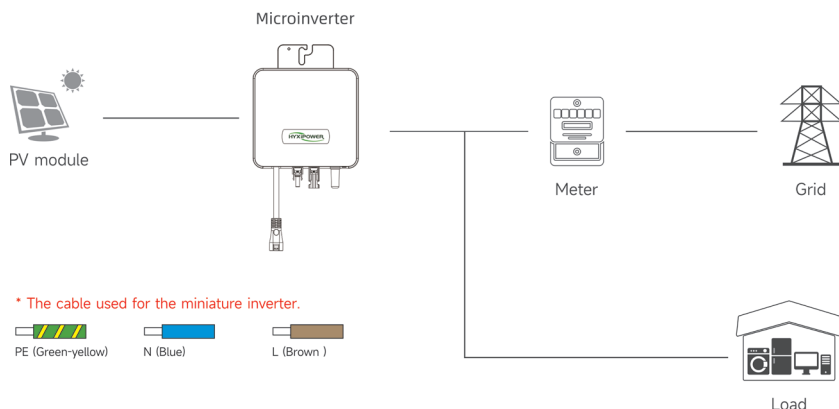 Microinverter
HYXIPOWER
PV module
Meter
Grid
* The cable used for the miniature inverter.
PE (Green-yellow)
N (Blue)
L (Brown )
Load